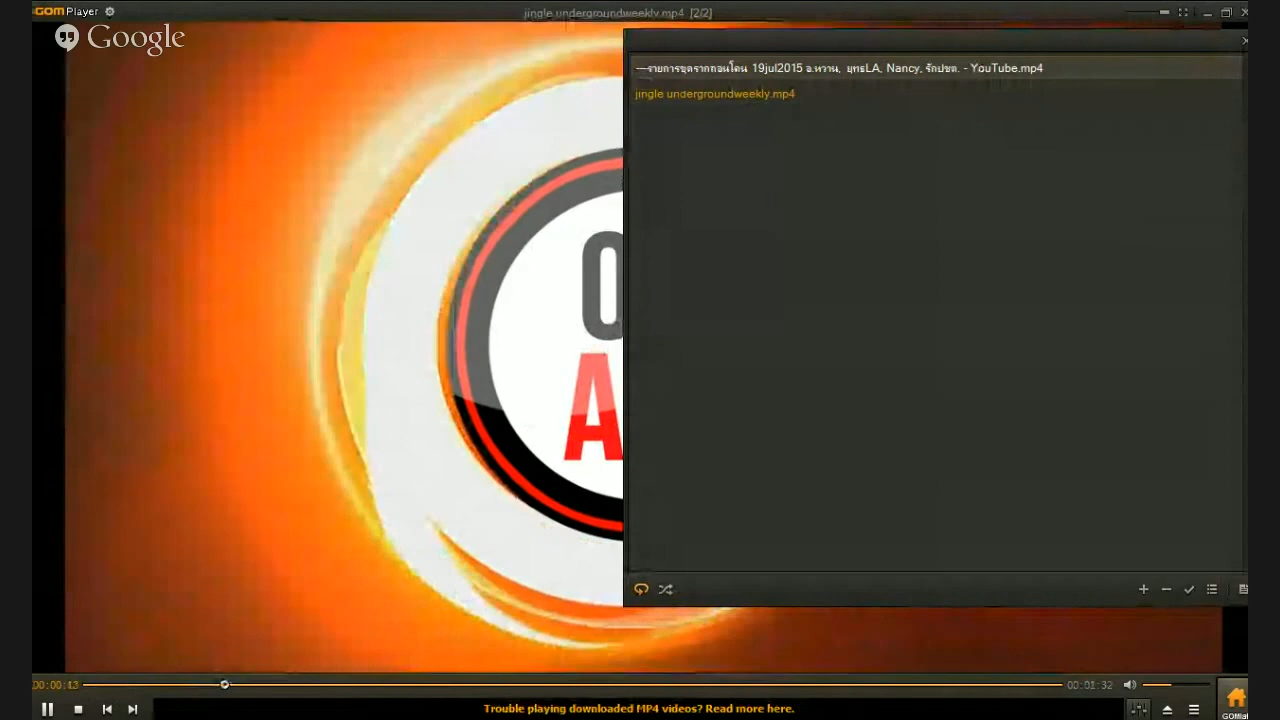 GOM Player
jingle undergroundweekly.mp4 [2/2]
Google
—รายการขุดรากถอนโคน 19jul2015 อ.หวาน, ยุทธLA, Nancy, รักปชต. - YouTube.mp4
jingle undergroundweekly.mp4
A
00:00:13
00:01:32
Trouble playing downloaded MP4 videos? Read more here.